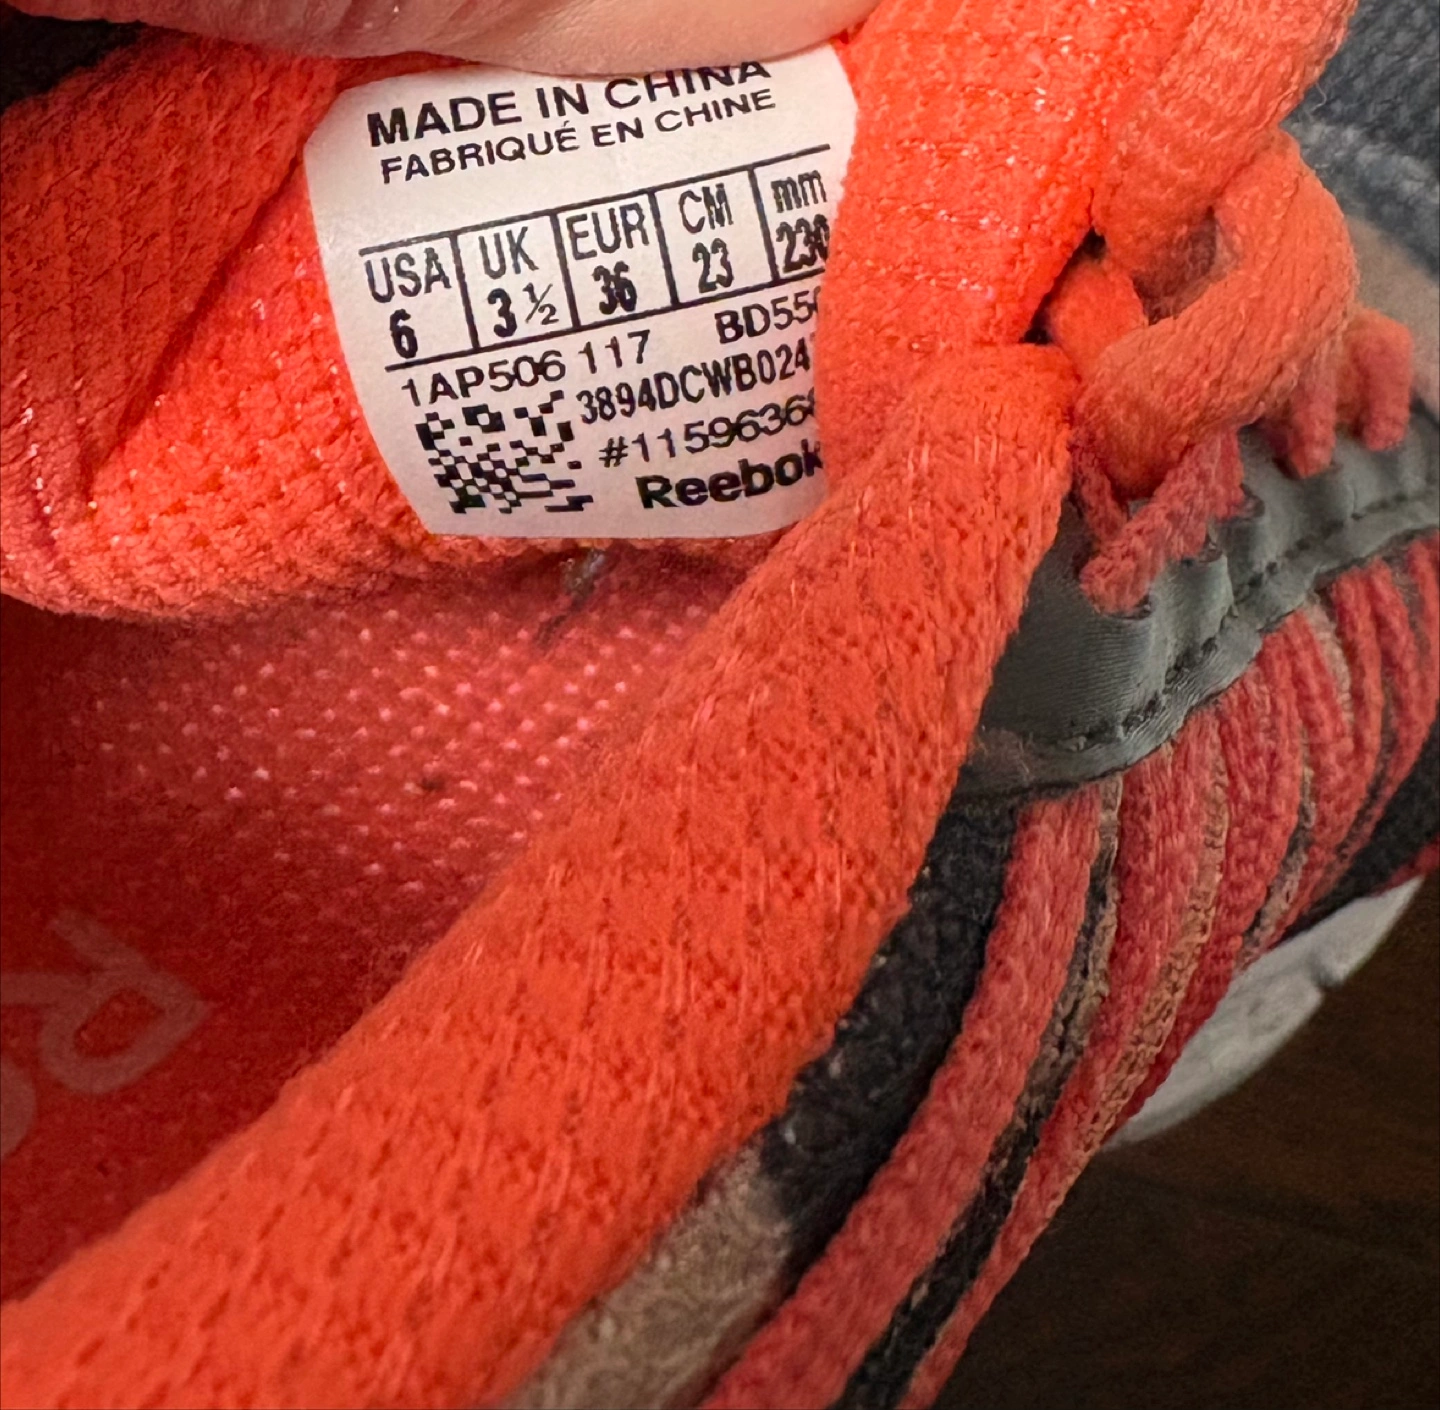 MADE IN CHINA
FABRIQUÉ EN CHINE
USA UK EUR CM mm
6 3 ½ 36 23 230
1AP506 117
3894DCWB024
Reebok